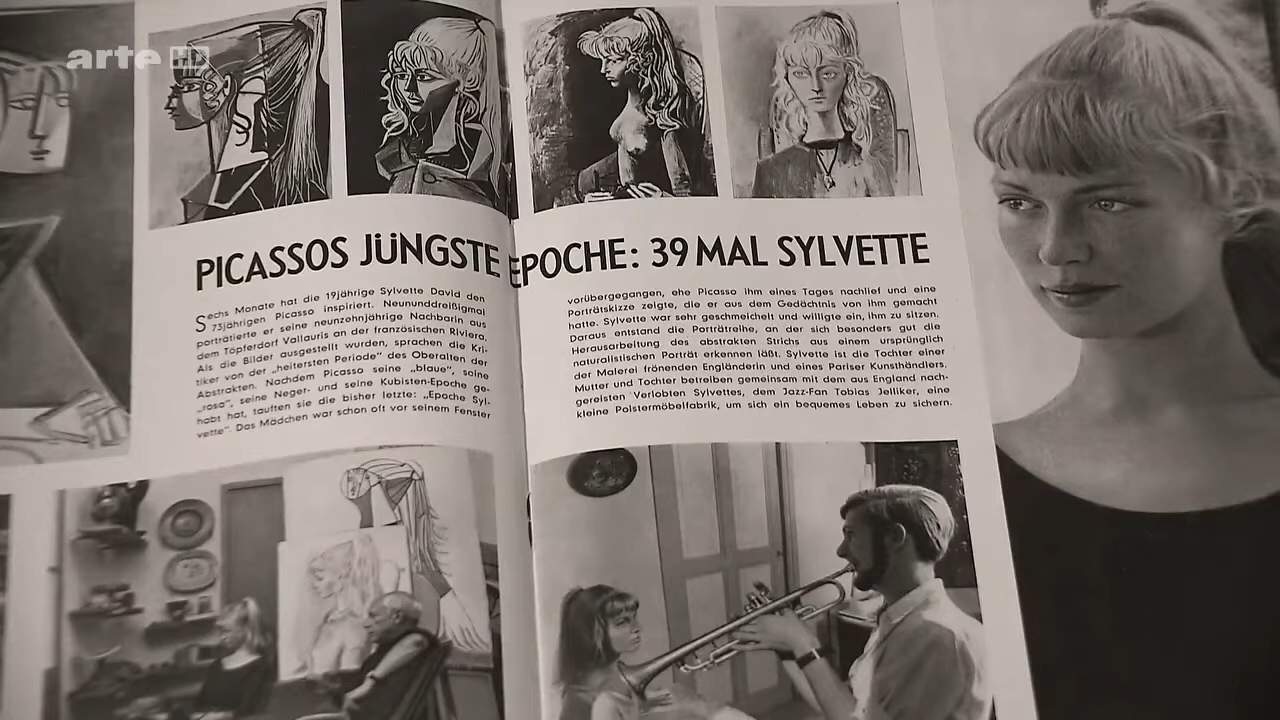 arte HD
PICASSOS JÜNGSTE EPOCHE: 39 MAL SYLVETTE
Sechs Monate hat die 19jährige Sylvette David den
73jährigen Picasso inspiriert. Neununddreißigmal
porträtierte er seine neunzehnjährige Nachbarin aus
dem Töpferdorf Vallauris an der französischen Riviera.
Als die Bilder ausgestellt wurden, sprachen die Kri-
tiker von der „heitersten Periode" des Oberalten der
Abstrakten. Nachdem Picasso seine „blaue", seine
„rosa", seine Neger- und seine Kubisten-Epoche ge-
habt hat, tauften sie die bisher letzte: „Epoche Syl-
vette". Das Mädchen war schon oft vor seinem Fenster
vorübergegangen, ehe Picasso ihm eines Tages nachlief und eine
Porträtskizze zeigte, die er aus dem Gedächtnis von ihm gemacht
hatte. Sylvette war sehr geschmeichelt und willigte ein, ihm zu sitzen.
Daraus entstand die Porträtreihe, an der sich besonders gut die
Herausarbeitung des abstrakten Strichs aus einem ursprünglich
naturalistischen Porträt erkennen läßt. Sylvette ist die Tochter einer
der Malerei frönenden Engländerin und eines Pariser Kunsthändlers.
Mutter und Tochter betreiben gemeinsam mit dem aus England nach-
gereisten Verlobten Sylvettes, dem Jazz-Fan Tobias Jelliker, eine
kleine Polstermöbelfabrik, um sich ein bequemes Leben zu sichern.